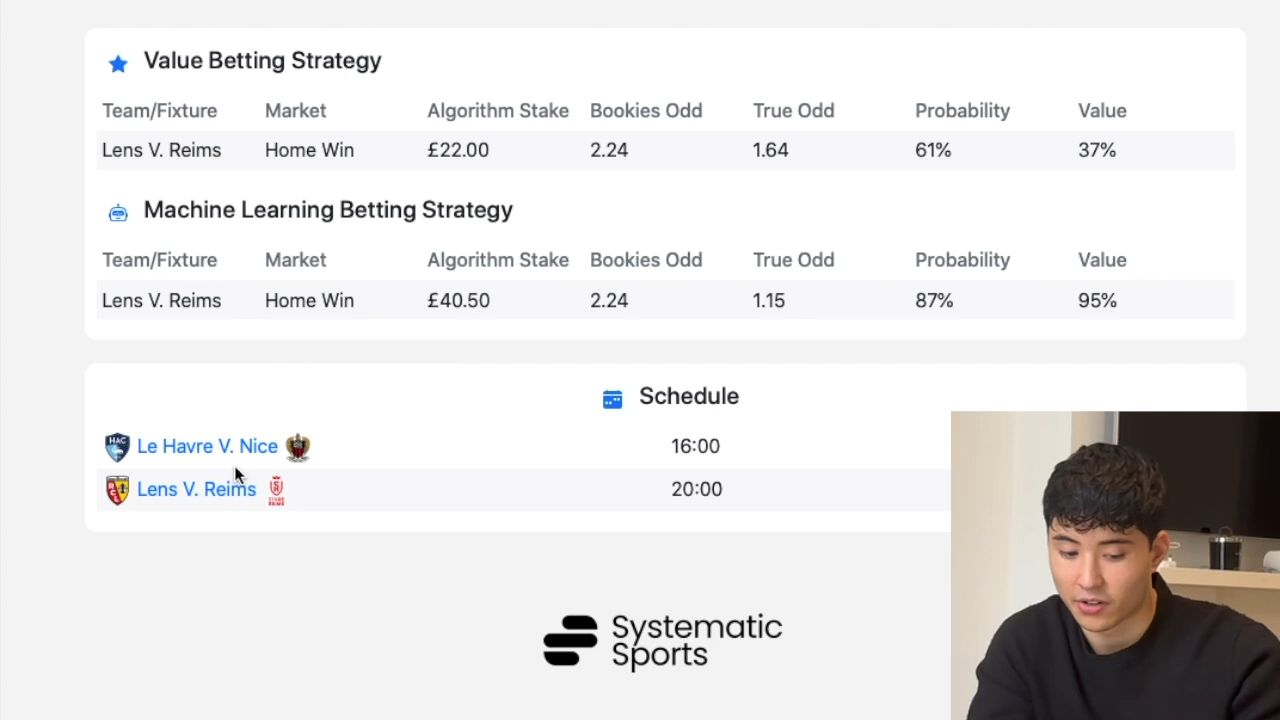 Value Betting Strategy
Team/Fixture Market Algorithm Stake Bookies Odd True Odd Probability Value
Lens V. Reims Home Win £22.00 2.24 1.64 61% 37%
Machine Learning Betting Strategy
Team/Fixture Market Algorithm Stake Bookies Odd True Odd Probability Value
Lens V. Reims Home Win £40.50 2.24 1.15 87% 95%
Schedule
HAC Le Havre V. Nice 16:00
RCL Lens V. Reims 20:00
Systematic
Sports